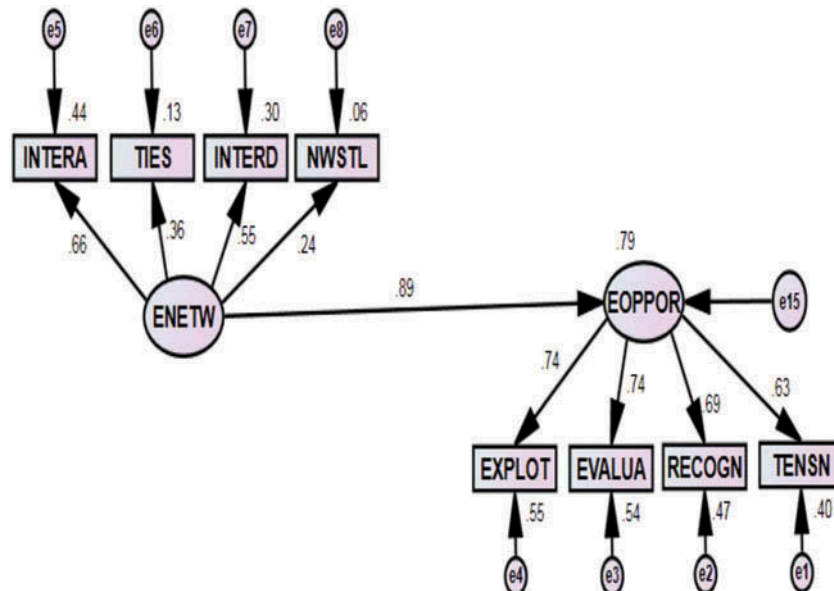 e5 e6 e7 e8
.44 .13 .30 .06
INTERA TIES INTERD NWSTL
.66 .36 .55 .24
.79
ENETW .89 EOPPOR e15
.74 .74 .69 .63
EXPLOT EVALUA RECOGN TENSN
.55 .54 .47 .40
e4 e3 e2 e1